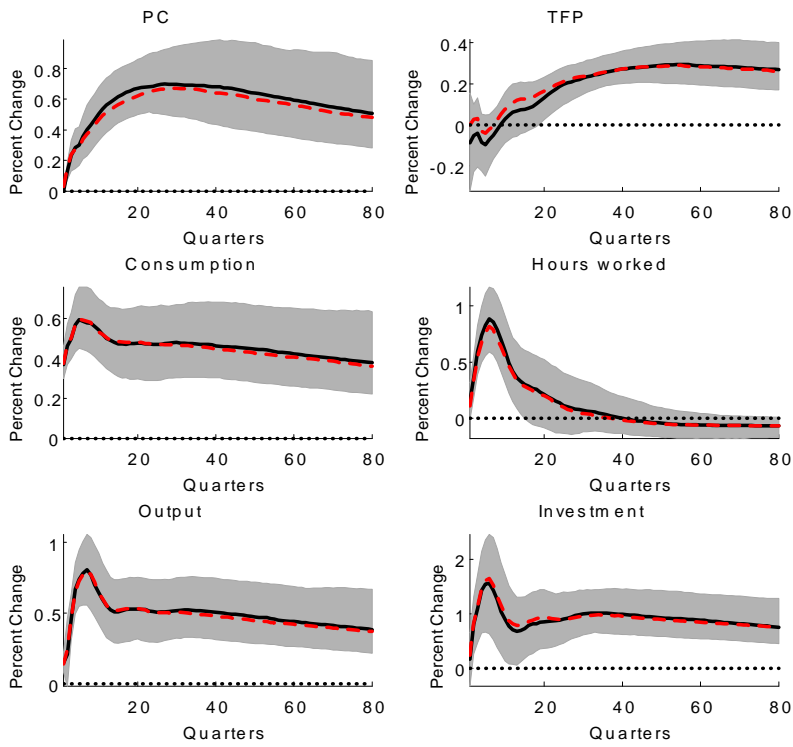 PC
Percent Change
0.8
0.6
0.4
0.2
0
20 40 60 80
Quarters
TFP
Percent Change
0.4
0.2
0
-0.2
20 40 60 80
Quarters
Consumption
Percent Change
0.6
0.4
0.2
0
20 40 60 80
Quarters
Hours worked
Percent Change
1
0.5
0
20 40 60 80
Quarters
Output
Percent Change
1
0.5
0
20 40 60 80
Quarters
Investment
Percent Change
2
1
0
20 40 60 80
Quarters